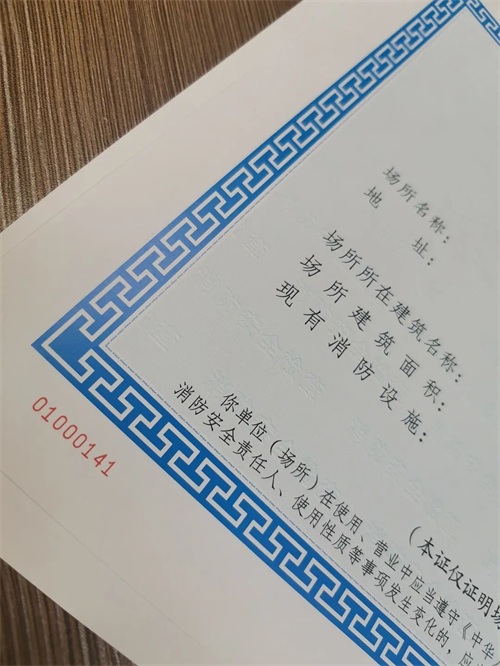 场所名称：
地址：
场所所在建筑名称：
场所建筑面积：
现有消防设施：
（本证仅证明场
你单位（场所）在使用、营业中应当遵守《中华
消防安全责任人、使用性质等事项发生变化的，应
01000141